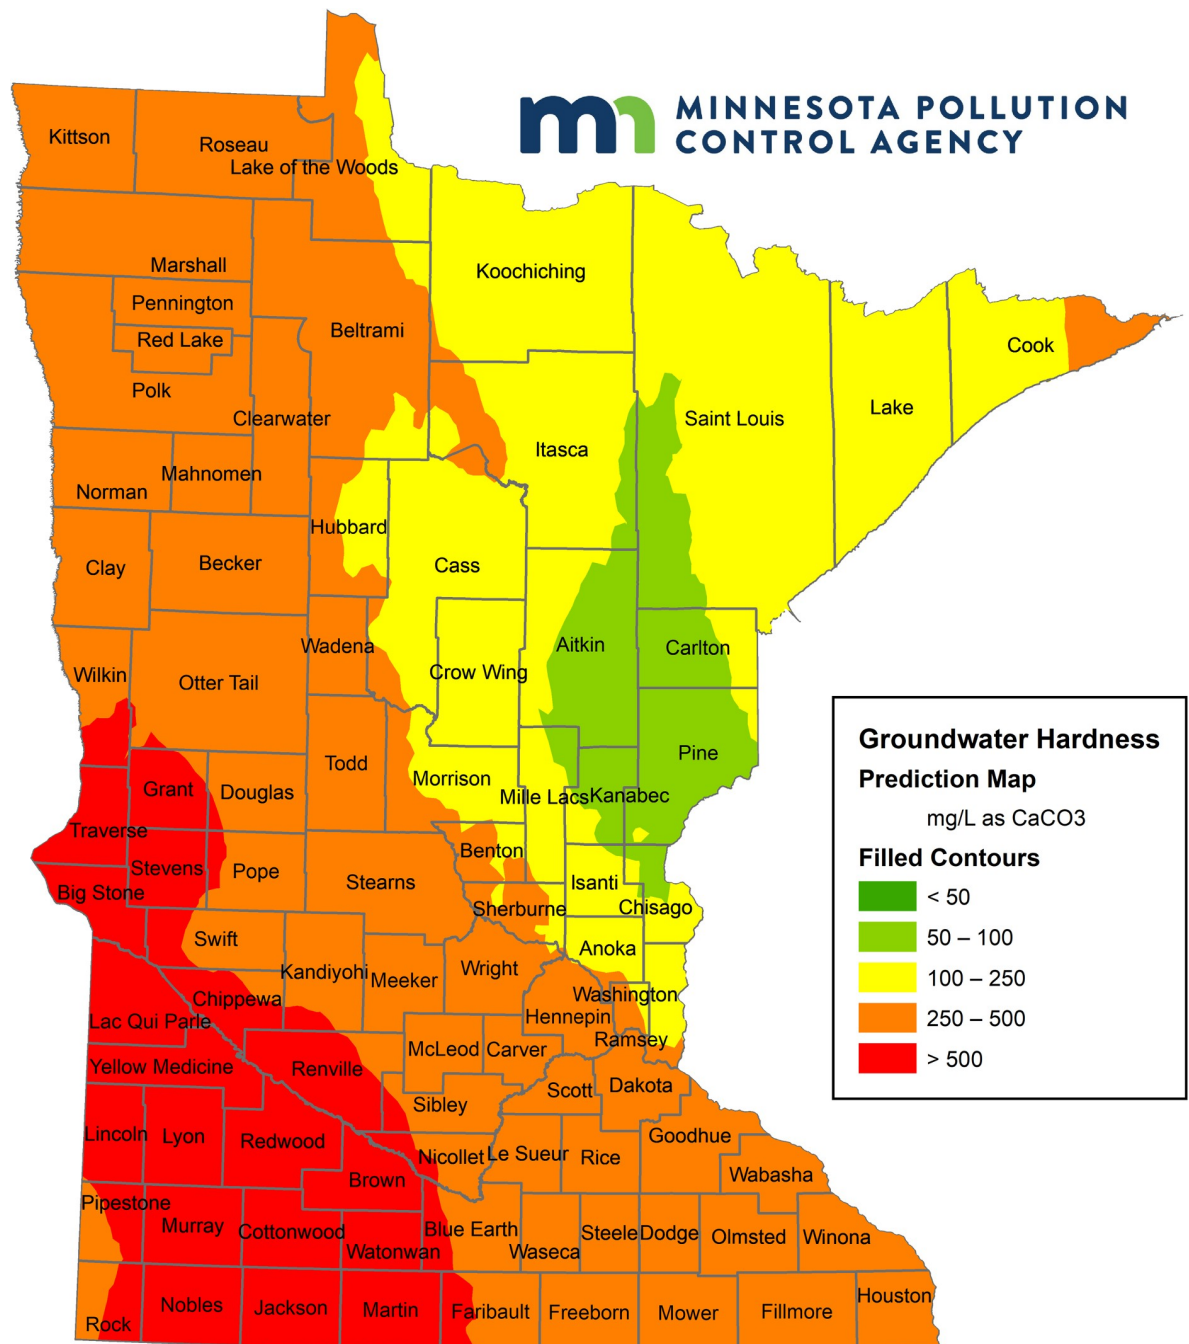 MINNESOTA POLLUTION
CONTROL AGENCY
Kittson
Roseau
Lake of the Woods
Marshall
Koochiching
Pennington
Beltrami
Red Lake
Cook
Polk
Clearwater
Lake
Saint Louis
Itasca
Mahnomen
Norman
Hubbard
Clay
Becker
Cass
Wadena
Aitkin
Carlton
Wilkin
Otter Tail
Crow Wing
Todd
Pine
Morrison
Grant
Douglas
Mille Lacs
Kanabec
Traverse
Benton
Stevens
Pope
Stearns
Isanti
Big Stone
Sherburne
Chisago
Swift
Anoka
Kandiyohi
Meeker
Wright
Washington
Chippewa
Hennepin
Lac Qui Parle
Ramsey
McLeod
Carver
Yellow Medicine
Renville
Scott
Dakota
Sibley
Lincoln
Lyon
Redwood
Goodhue
Nicollet
Le Sueur
Rice
Brown
Wabasha
Pipestone
Murray
Cottonwood
Blue Earth
Steele
Dodge
Olmsted
Winona
Watonwan
Waseca
Houston
Nobles
Jackson
Martin
Faribault
Freeborn
Mower
Fillmore
Rock
Groundwater Hardness
Prediction Map
mg/L as CaCO3
Filled Contours
< 50
50 – 100
100 – 250
250 – 500
> 500